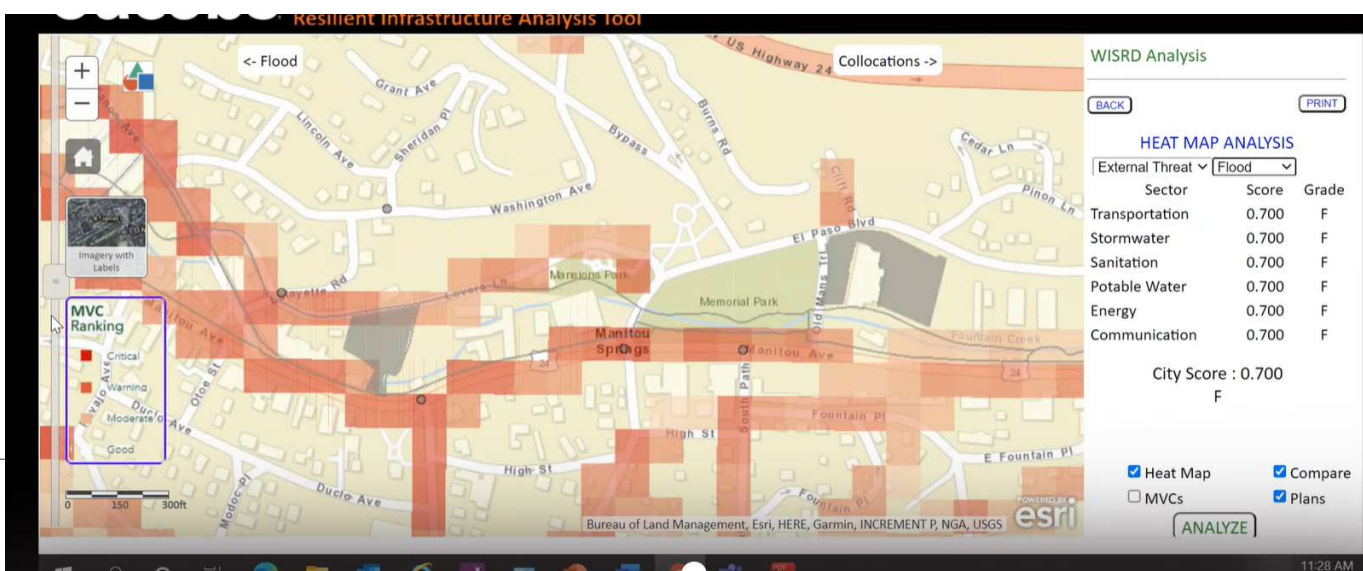 Resilient Infrastructure Analysis Tool
<- Flood
Collocations ->
US Highway 24
Grant Ave
Lincoln Ave
Sheridan Pl
Bypass
Burns Rd
Cedar Ln
Pinon Ln
Washington Ave
Clift Rd
El Paso Blvd
Imagery with
Labels
Lafayette Rd
Lovers Ln
Mansions Park
Memorial Park
Old Mans Trl
Manitou
Springs
Manitou Ave
Fountain Creek
24
24
Manitou Ave
MVC
Ranking
Critical
Warning
Moderate
Good
Navajo Ave
Duclo Ave
Otoe St
Modoc Pl
South Path
Fountain Pl
High St
High St
E Fountain Pl
Duclo Ave
Fountain Pl
0 150 300ft
Bureau of Land Management, Esri, HERE, Garmin, INCREMENT P, NGA, USGS
POWERED BY
esri
WISRD Analysis
BACK
PRINT
HEAT MAP ANALYSIS
External Threat Flood
Sector Score Grade
Transportation 0.700 F
Stormwater 0.700 F
Sanitation 0.700 F
Potable Water 0.700 F
Energy 0.700 F
Communication 0.700 F
City Score : 0.700
F
Heat Map
Compare
MVCs
Plans
ANALYZE
PDF
11:28 AM